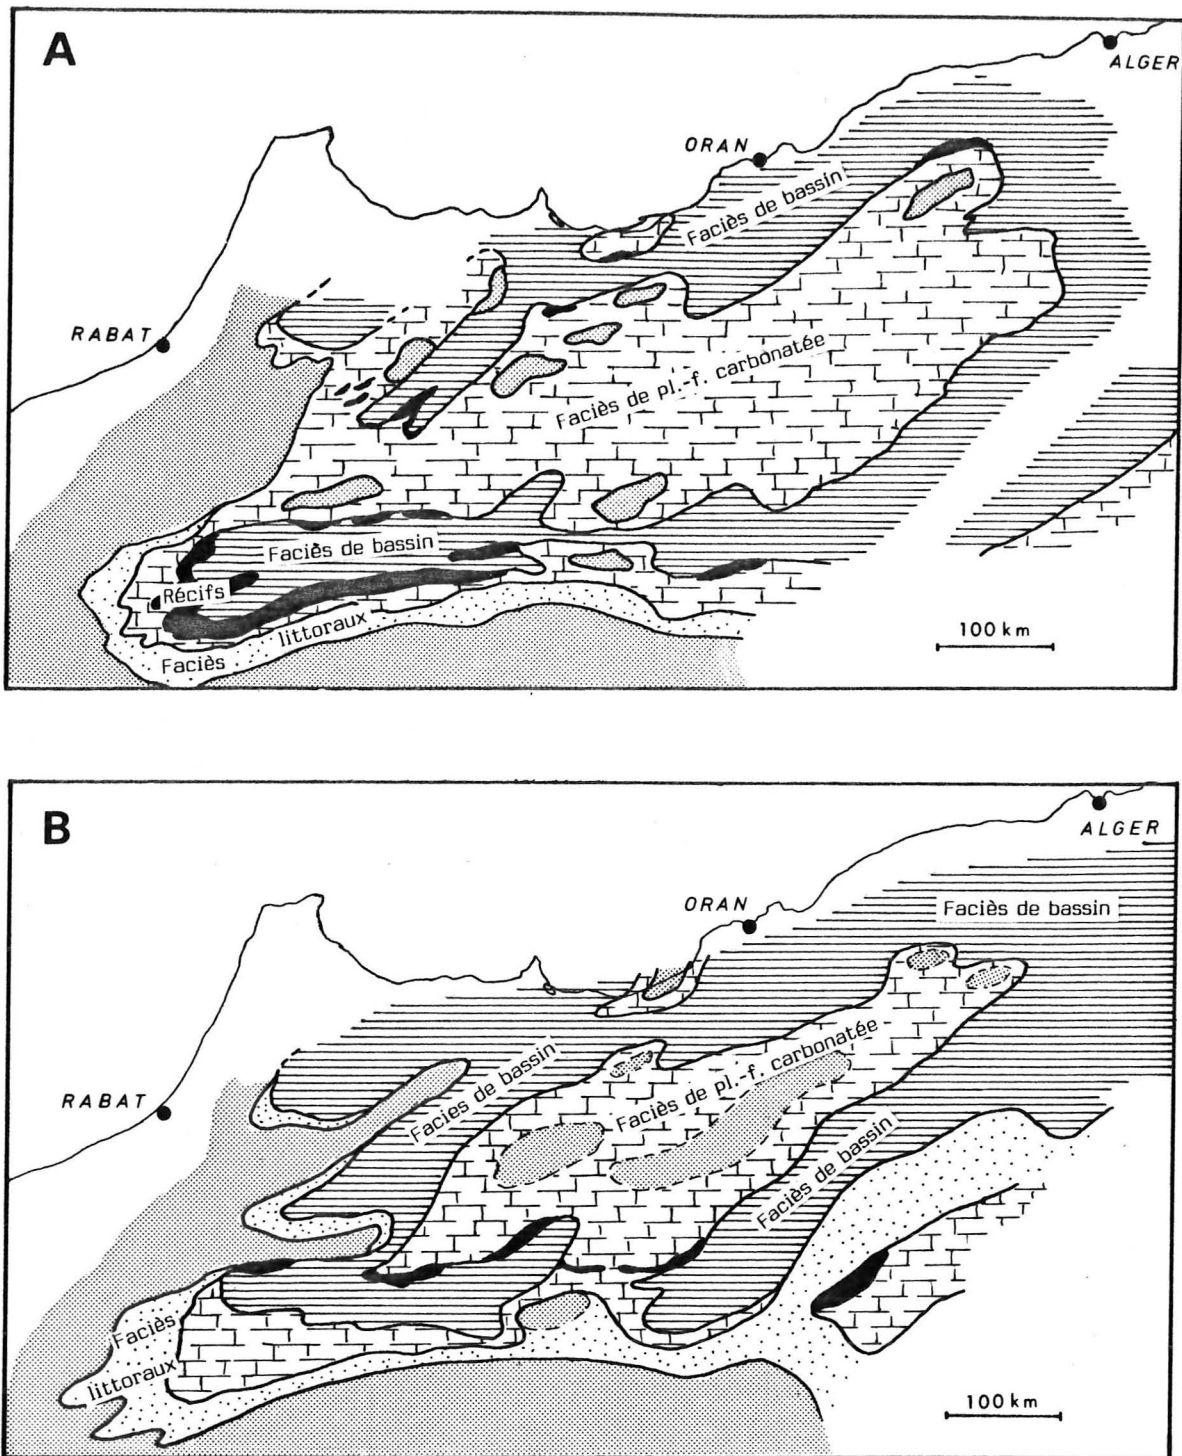 A
ALGER
ORAN
Faciès de bassin
RABAT
Faciès de pl.-f. carbonatée
Faciès de bassin
Récifs
littoraux
Faciès
100 km
B
ALGER
ORAN
Faciès de bassin
RABAT
Facies de bassin
Faciès de pl.-f. carbonatée
Faciès de bassin
Faciès
littoraux
100 km